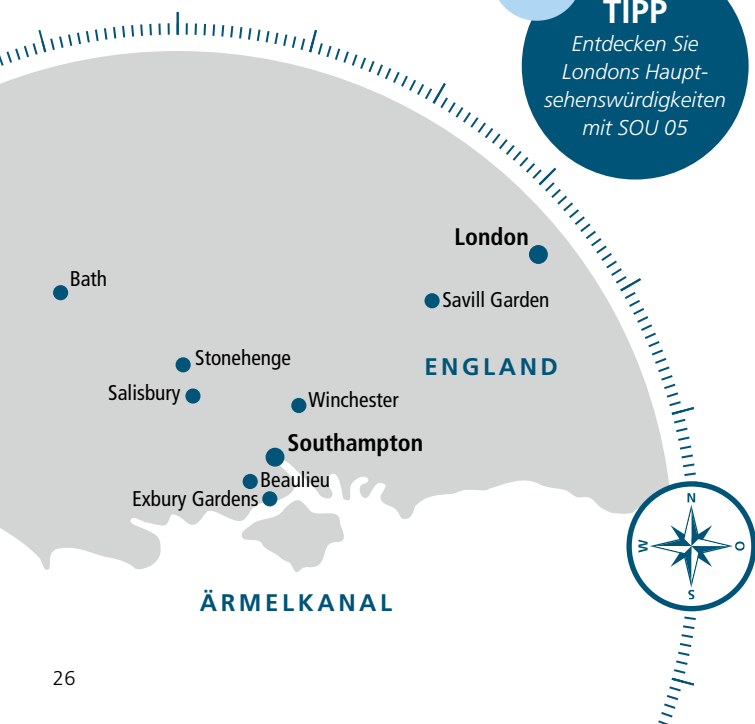 TIPP
Entdecken Sie
Londons Haupt-
sehenswürdigkeiten
mit SOU 05
London
Bath
Savill Garden
Stonehenge
ENGLAND
Salisbury
Winchester
Southampton
Beaulieu
Exbury Gardens
N
W
O
S
ÄRMELKANAL
26